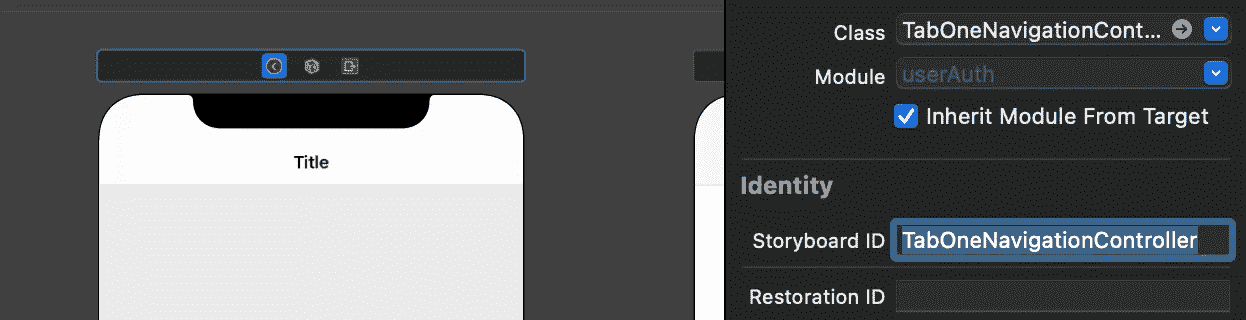 Title
Class TabOneNavigationCont...
Module userAuth
Inherit Module From Target
Identity
Storyboard ID TabOneNavigationController
Restoration ID